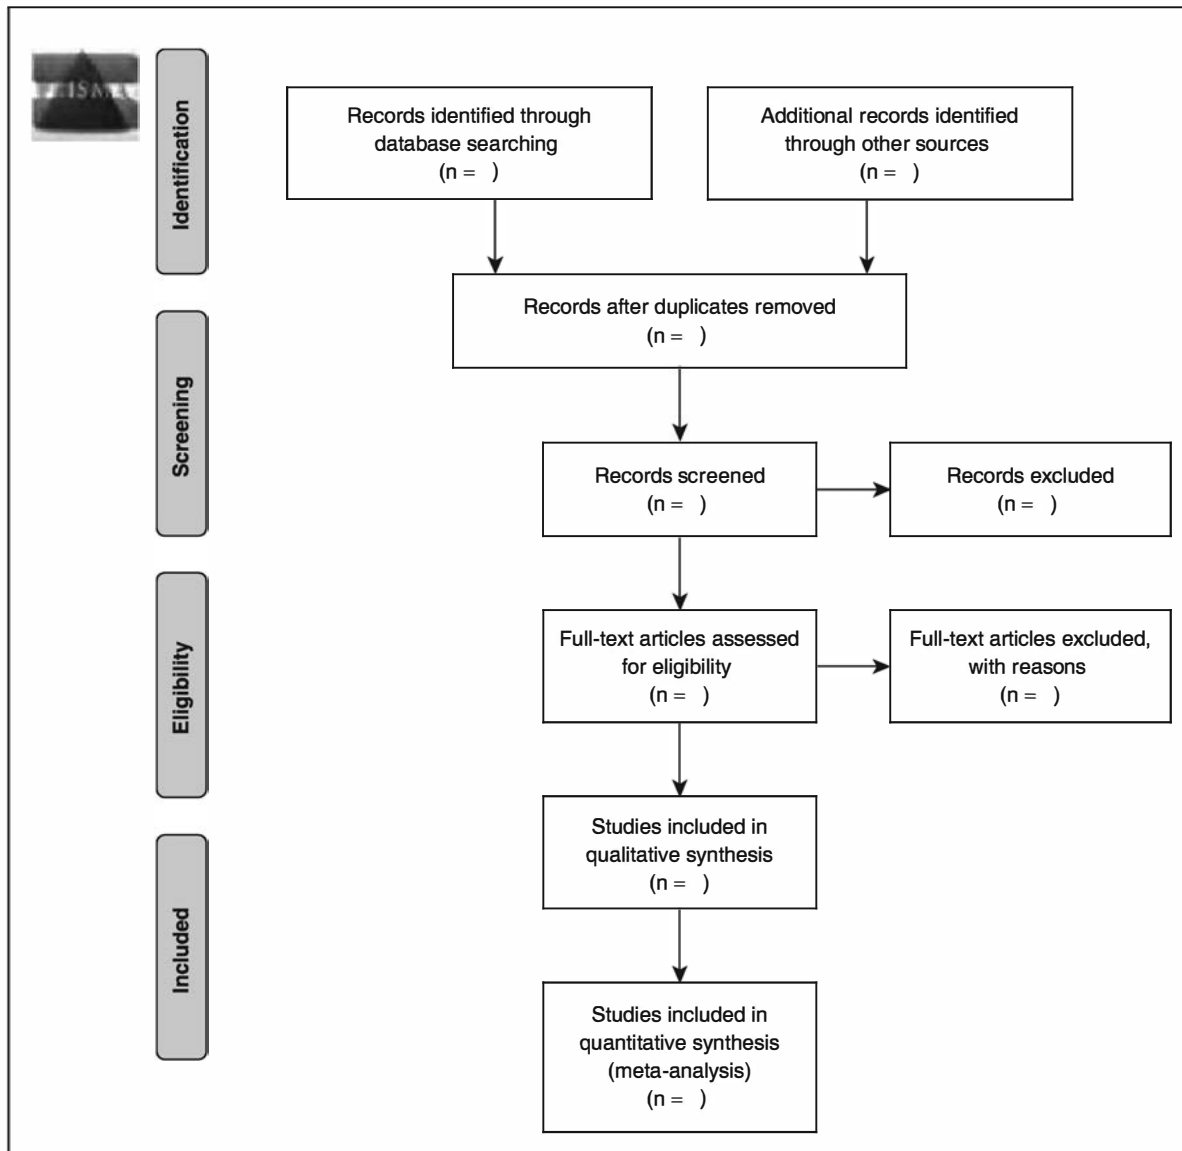 Identification
Records identified through
database searching
(n =   )
Additional records identified
through other sources
(n =   )
Records after duplicates removed
(n =   )
Screening
Records screened
(n =   )
Records excluded
(n =   )
Eligibility
Full-text articles assessed
for eligibility
(n =   )
Full-text articles excluded,
with reasons
(n =   )
Included
Studies included in
qualitative synthesis
(n =   )
Studies included in
quantitative synthesis
(meta-analysis)
(n =   )